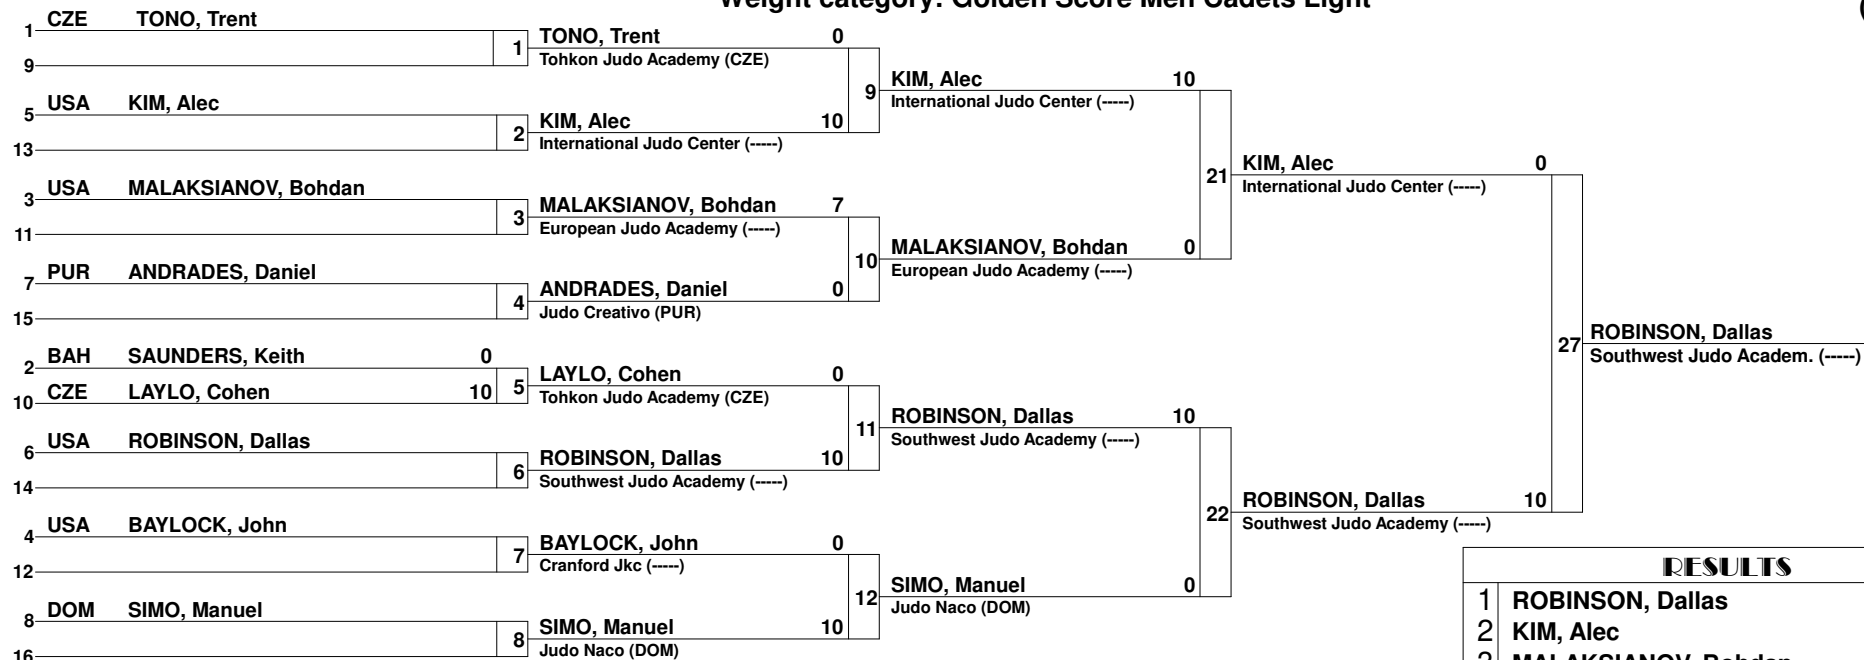 Weight category: Golden Score Men Cadets Light
1 CZE TONO, Trent
9
1
5 USA KIM, Alec
13
2
3 USA MALAKSIANOV, Bohdan
11
3
7 PUR ANDRADES, Daniel
15
4
2 BAH SAUNDERS, Keith 0
10 CZE LAYLO, Cohen 10
5
6 USA ROBINSON, Dallas
14
6
4 USA BAYLOCK, John
12
7
8 DOM SIMO, Manuel
16
8
TONO, Trent 0
Tohkon Judo Academy (CZE)
9
KIM, Alec 10
International Judo Center (-----)
MALAKSIANOV, Bohdan 7
European Judo Academy (-----)
10
ANDRADES, Daniel 0
Judo Creativo (PUR)
LAYLO, Cohen 0
Tohkon Judo Academy (CZE)
11
ROBINSON, Dallas 10
Southwest Judo Academy (-----)
BAYLOCK, John 0
Cranford Jkc (-----)
12
SIMO, Manuel 10
Judo Naco (DOM)
KIM, Alec 10
International Judo Center (-----)
21
MALAKSIANOV, Bohdan 0
European Judo Academy (-----)
ROBINSON, Dallas 10
Southwest Judo Academy (-----)
22
SIMO, Manuel 0
Judo Naco (DOM)
KIM, Alec 0
International Judo Center (-----)
27
ROBINSON, Dallas 10
Southwest Judo Academy (-----)
ROBINSON, Dallas
Southwest Judo Academ. (-----)
RESULTS
1 ROBINSON, Dallas
2 KIM, Alec
3 MALAKSIANOV, Bohdan